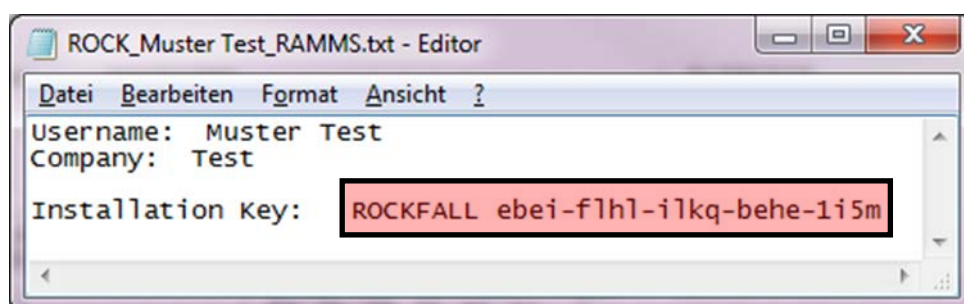 ROCK_Muster Test_RAMMS.txt - Editor
Datei Bearbeiten Format Ansicht ?
Username: Muster Test
Company: Test
Installation Key: ROCKFALL ebei-flhl-ilkq-behe-1i5m